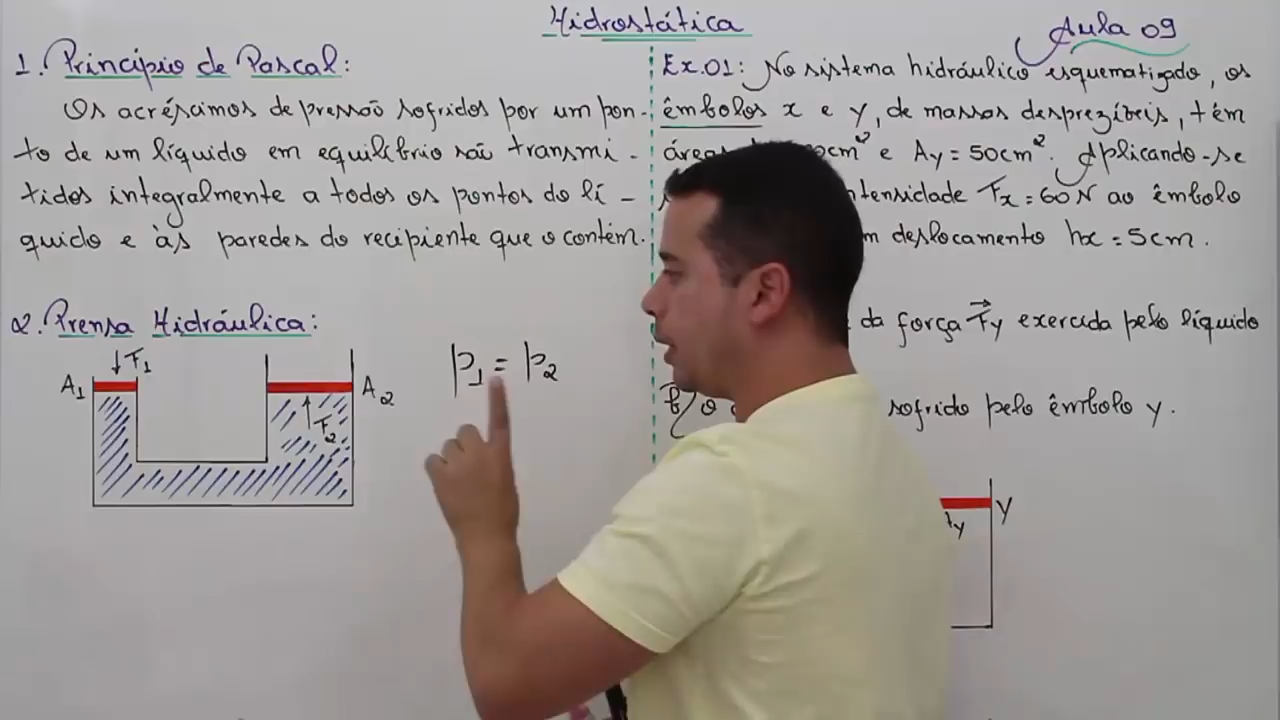 Hidrostática
Aula 09
1. Princípio de Pascal:
Os acréscimos de pressão sofridos por um pon-
to de um líquido em equilíbrio são transmi-
tidos integralmente a todos os pontos do lí-
quido e às paredes do recipiente que o contém.
2. Prensa Hidráulica:
F1
A1
A2
F2
p1 = p2
Ex.01: No sistema hidráulico esquematizado, os
êmbolos x e y, de massas desprezíveis, têm
áreas cm² e Ay = 50cm². Aplicando-se
Fx = 60N ao êmbolo
deslocamento hx = 5cm.
da força Fy exercida pelo líquido
b) o sofrido pelo êmbolo y.
y